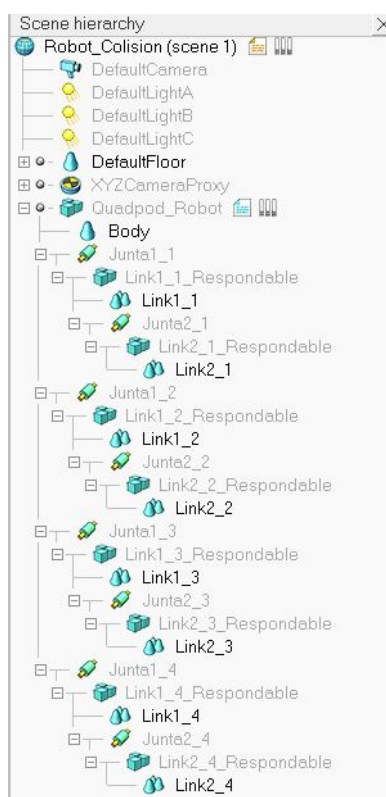 Scene hierarchy
Robot_Colision (scene 1)
DefaultCamera
DefaultLightA
DefaultLightB
DefaultLightC
DefaultFloor
XYZCameraProxy
Quadpod_Robot
Body
Junta1_1
Link1_1_Respondable
Link1_1
Junta2_1
Link2_1_Respondable
Link2_1
Junta1_2
Link1_2_Respondable
Link1_2
Junta2_2
Link2_2_Respondable
Link2_2
Junta1_3
Link1_3_Respondable
Link1_3
Junta2_3
Link2_3_Respondable
Link2_3
Junta1_4
Link1_4_Respondable
Link1_4
Junta2_4
Link2_4_Respondable
Link2_4